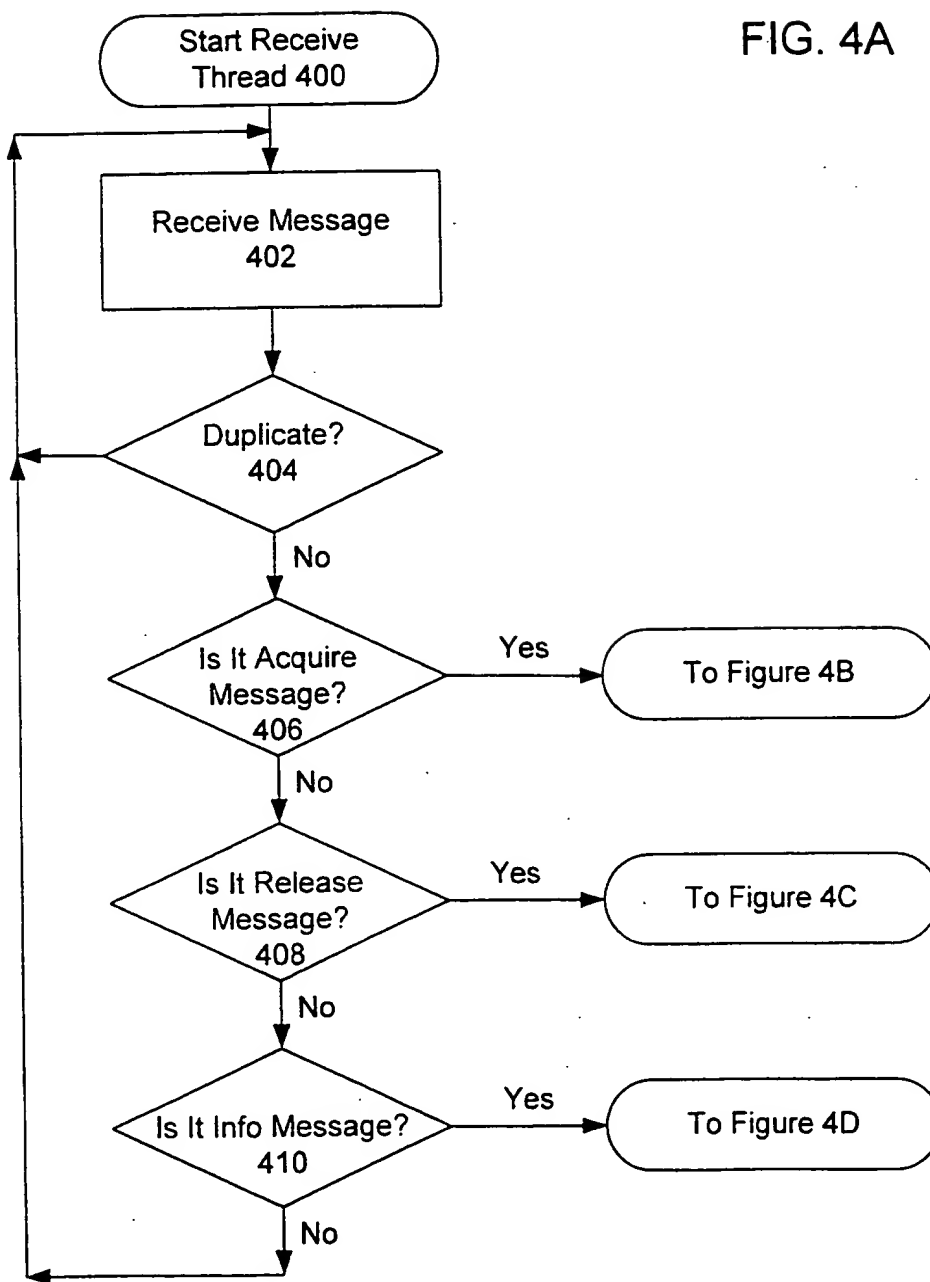 FIG. 4A
Start Receive
Thread 400
Receive Message
402
Duplicate?
404
No
Is It Acquire
Message?
406
Yes
To Figure 4B
No
Is It Release
Message?
408
Yes
To Figure 4C
No
Is It Info Message?
410
Yes
To Figure 4D
No